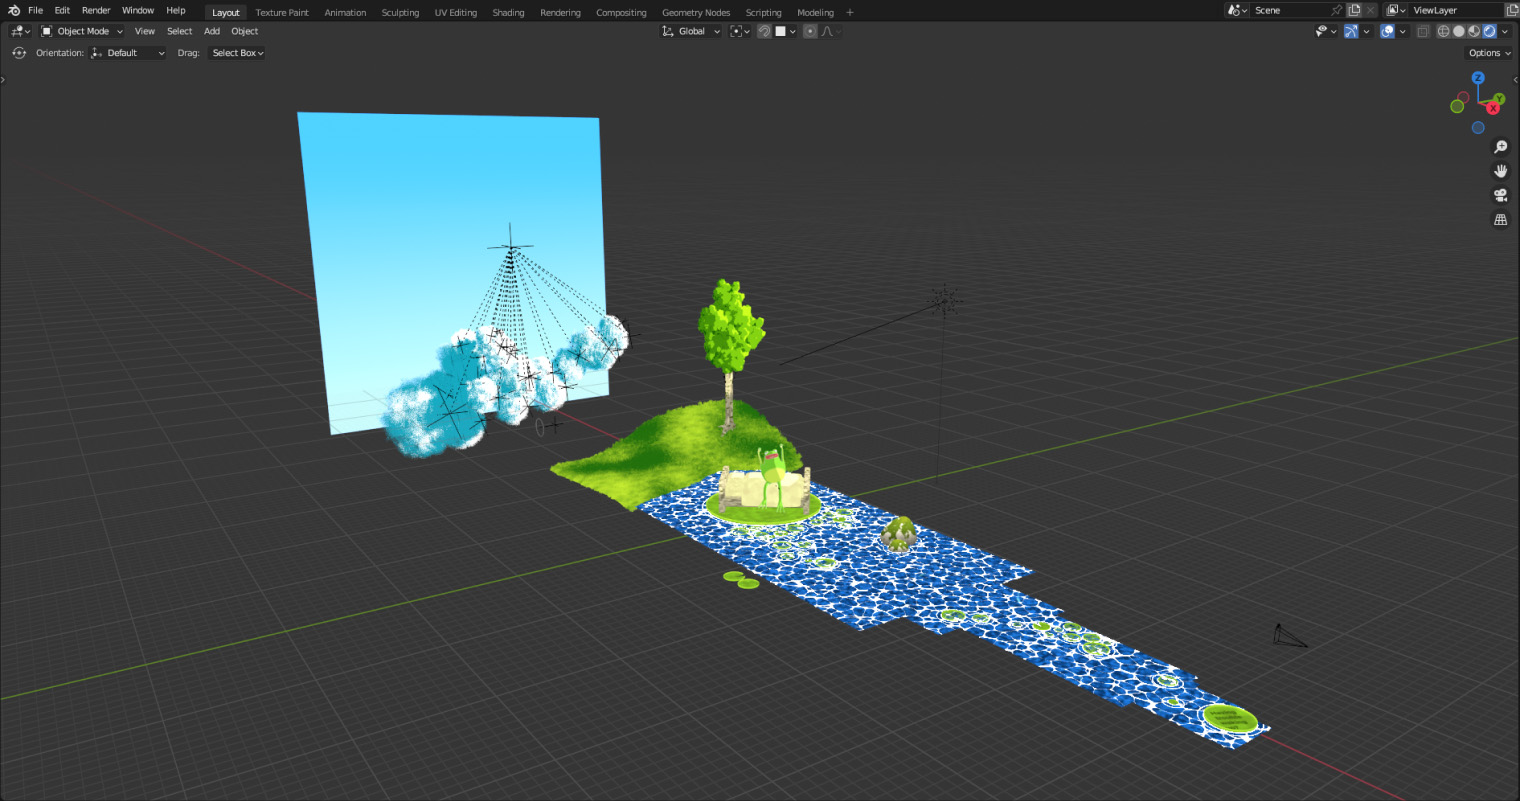 File Edit Render Window Help Layout Texture Paint Animation Sculpting UV Editing Shading Rendering Compositing Geometry Nodes Scripting Modeling + Scene ViewLayer
Object Mode View Select Add Object Global
Orientation: Default Drag: Select Box Options
Z
Y
X